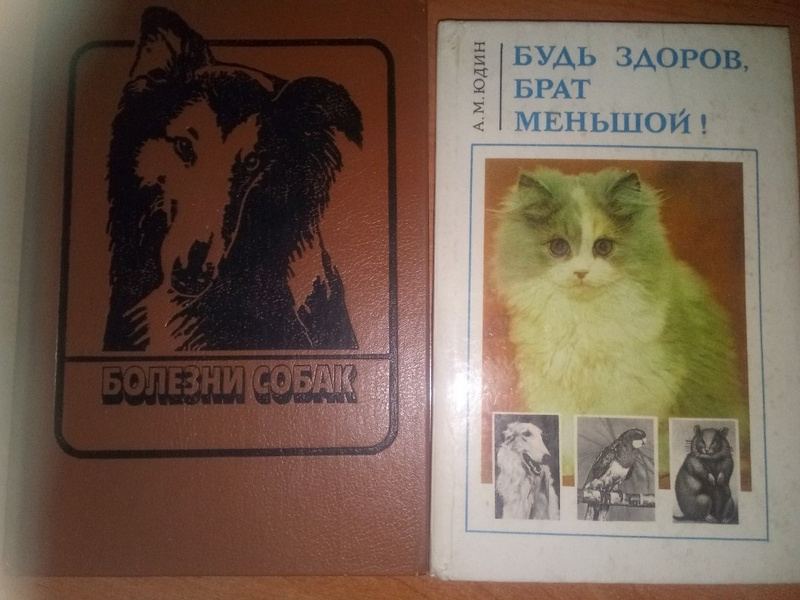 БОЛЕЗНИ СОБАК
А. М. ЮДИН
БУДЬ ЗДОРОВ,
БРАТ
МЕНЬШОЙ!